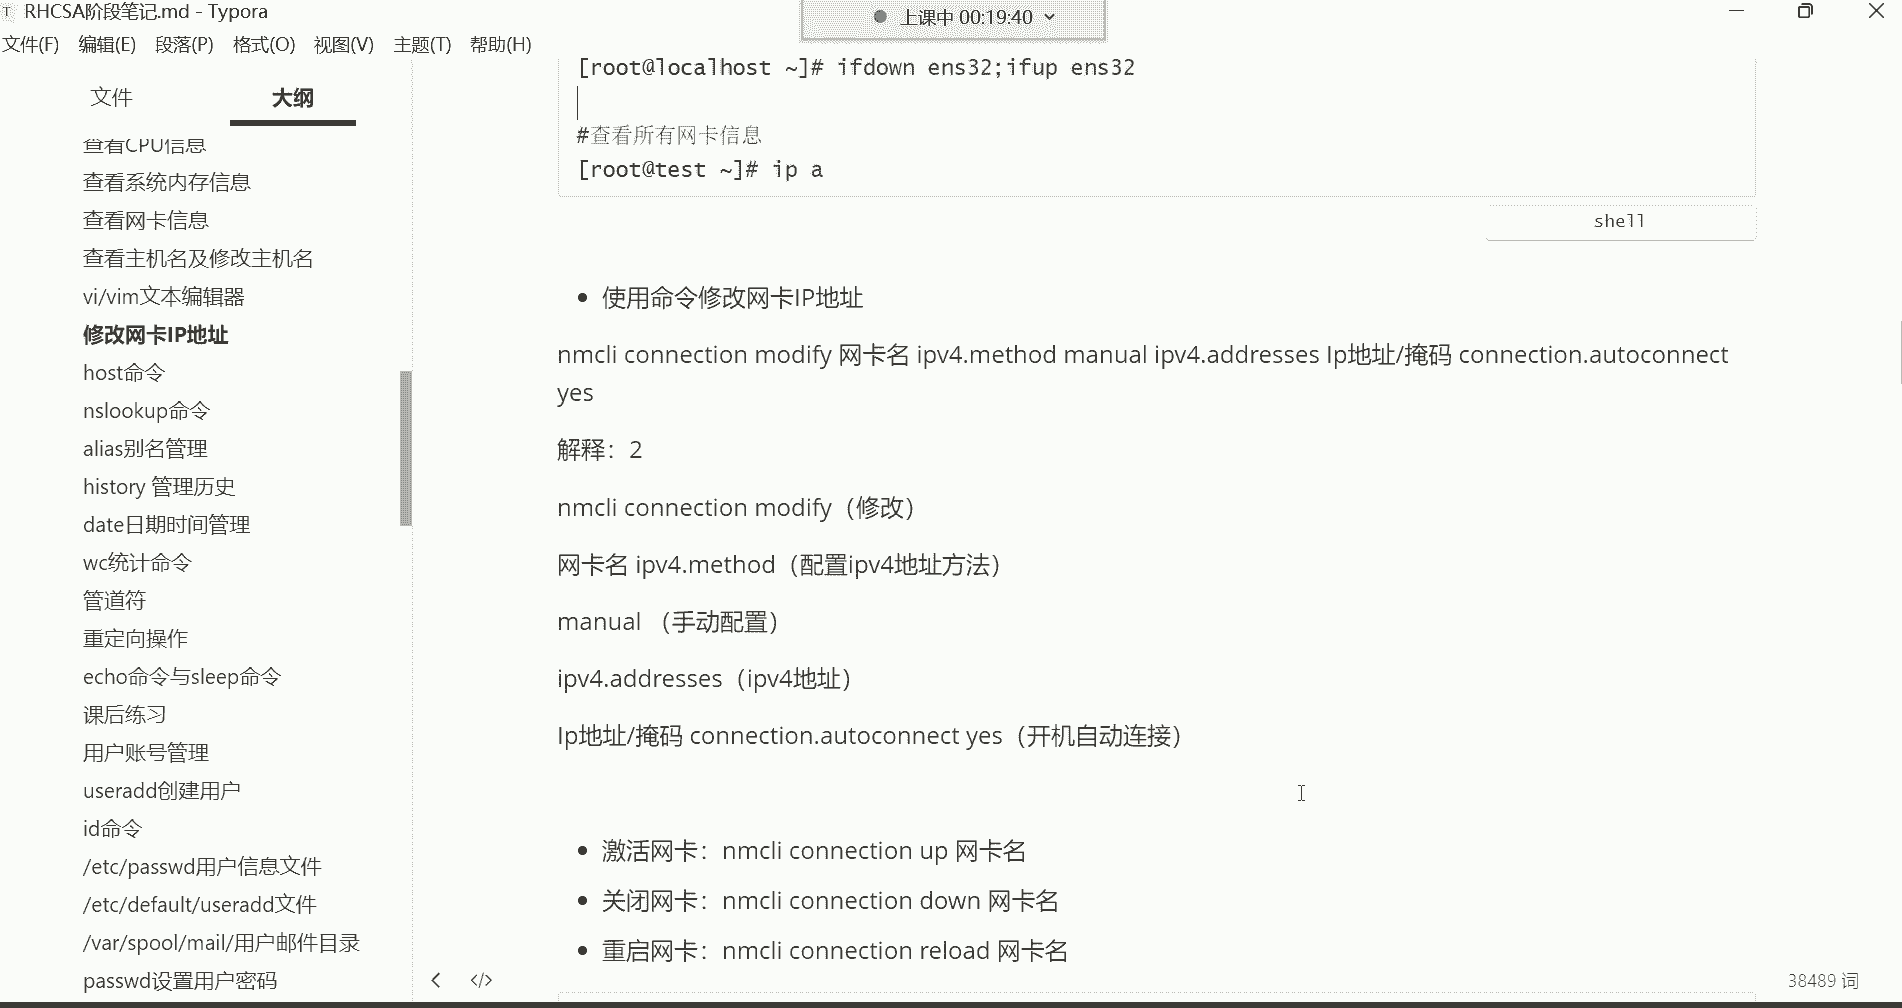 RHCSA阶段笔记.md - Typora
上课中 00:19:40
文件(F) 编辑(E) 段落(P) 格式(O) 视图(V) 主题(T) 帮助(H)
文件 大纲
查看CPU信息
查看系统内存信息
查看网卡信息
查看主机名及修改主机名
vi/vim文本编辑器
修改网卡IP地址
host命令
nslookup命令
alias别名管理
history 管理历史
date日期时间管理
wc统计命令
管道符
重定向操作
echo命令与sleep命令
课后练习
用户账号管理
useradd创建用户
id命令
/etc/passwd用户信息文件
/etc/default/useradd文件
/var/spool/mail/用户邮件目录
passwd设置用户密码
[root@localhost ~]# ifdown ens32;ifup ens32
#查看所有网卡信息
[root@test ~]# ip a
shell
使用命令修改网卡IP地址
nmcli connection modify 网卡名 ipv4.method manual ipv4.addresses Ip地址/掩码 connection.autoconnect
yes
解释：2
nmcli connection modify（修改）
网卡名 ipv4.method（配置ipv4地址方法）
manual （手动配置）
ipv4.addresses（ipv4地址）
Ip地址/掩码 connection.autoconnect yes（开机自动连接）
激活网卡：nmcli connection up 网卡名
关闭网卡：nmcli connection down 网卡名
重启网卡：nmcli connection reload 网卡名
38489 词